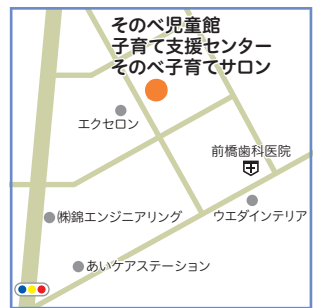 そのべ児童館
子育て支援センター
そのべ子育てサロン
エクセロン
前橋歯科医院
㈱錦エンジニアリング
ウエダインテリア
あいケアステーション